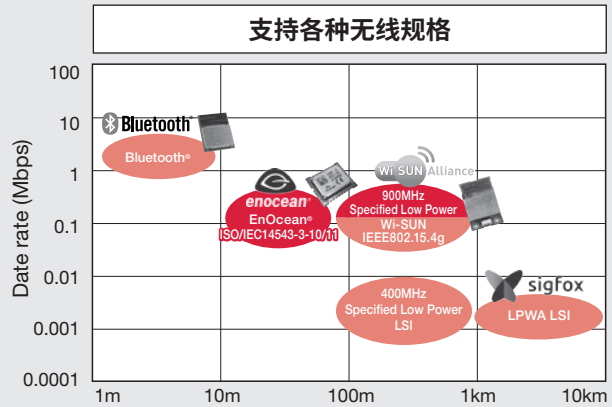 支持各种无线规格
Date rate (Mbps)
100
10
1
0.1
0.01
0.001
0.0001
1m
10m
100m
1km
10km
Bluetooth®
Bluetooth®
enocean®
EnOcean®
ISO/IEC14543-3-10/11
Wi SUN Alliance
900MHz
Specified Low Power
Wi-SUN
IEEE802.15.4g
400MHz
Specified Low Power
LSI
sigfox
LPWA LSI